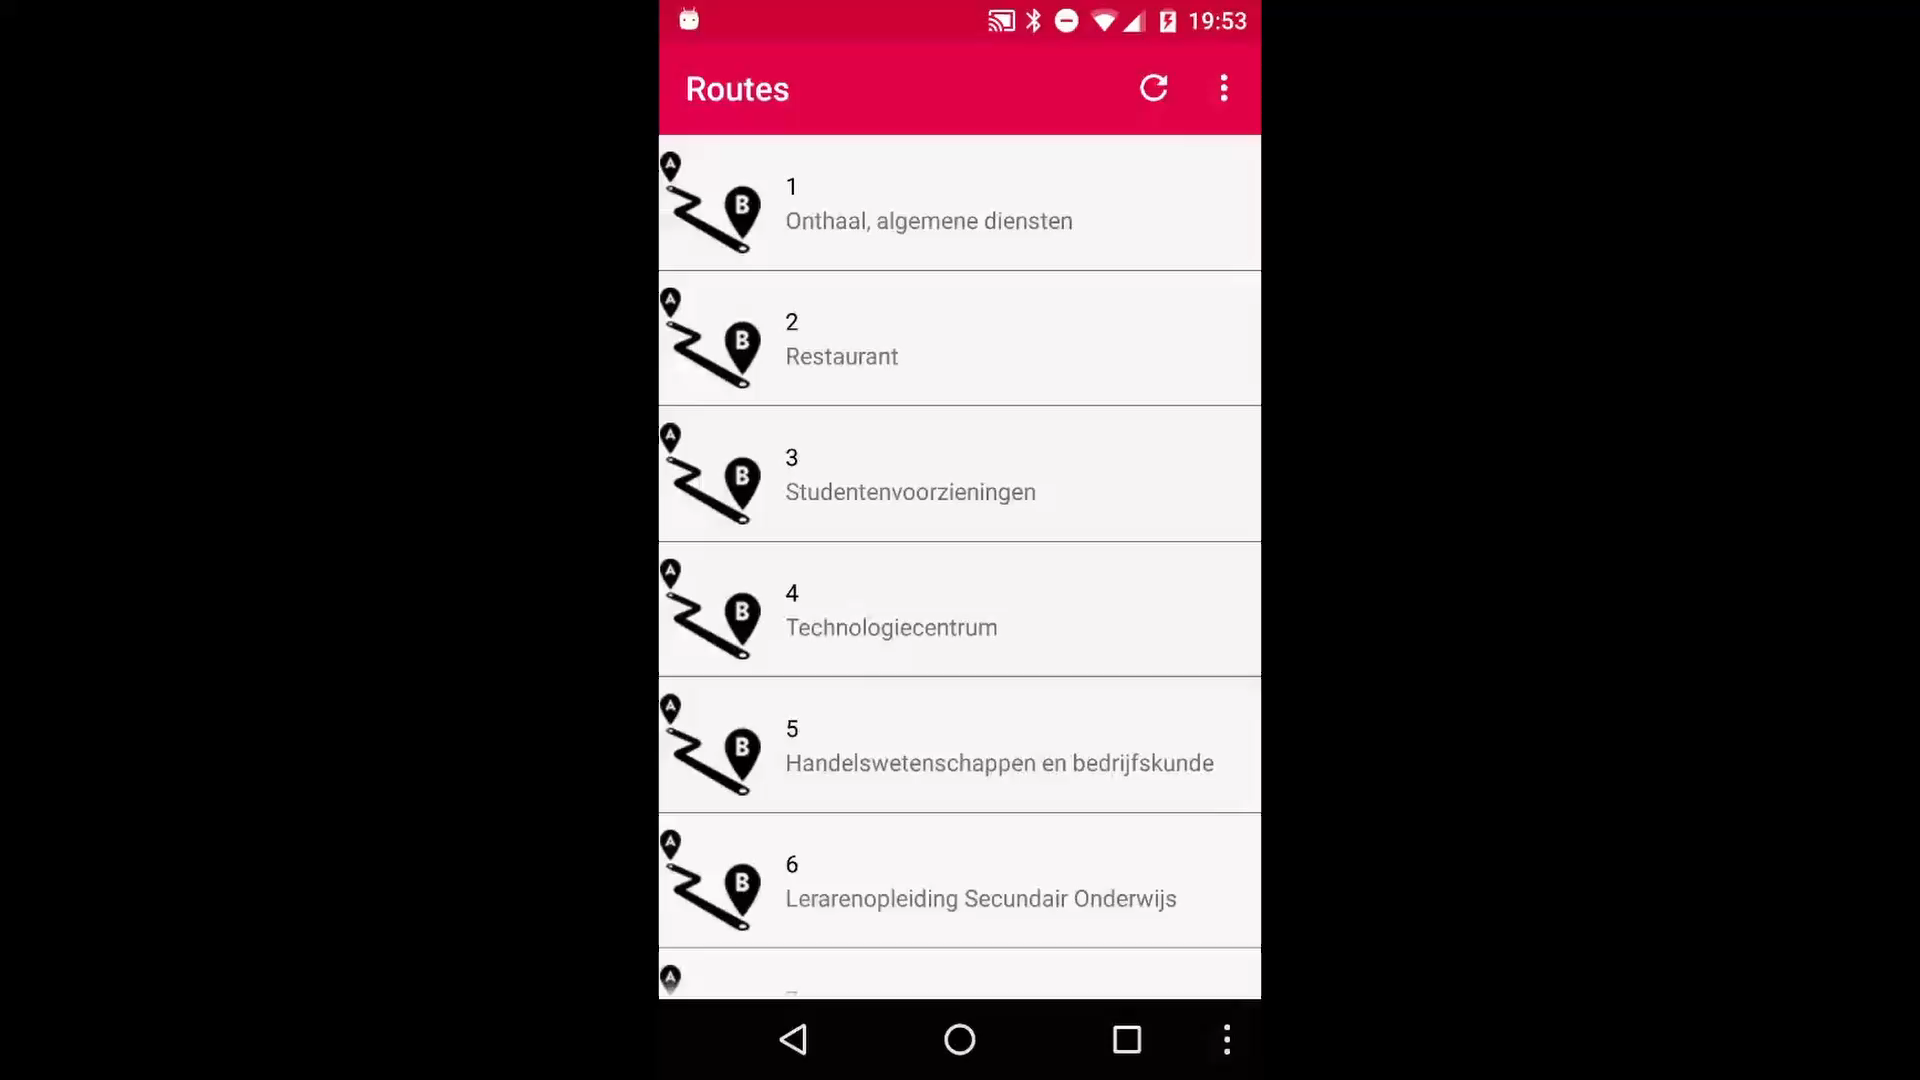 19:53
Routes
A
B
1
Onthaal, algemene diensten
A
B
2
Restaurant
A
B
3
Studentenvoorzieningen
A
B
4
Technologiecentrum
A
B
5
Handelswetenschappen en bedrijfskunde
A
B
6
Lerarenopleiding Secundair Onderwijs
A